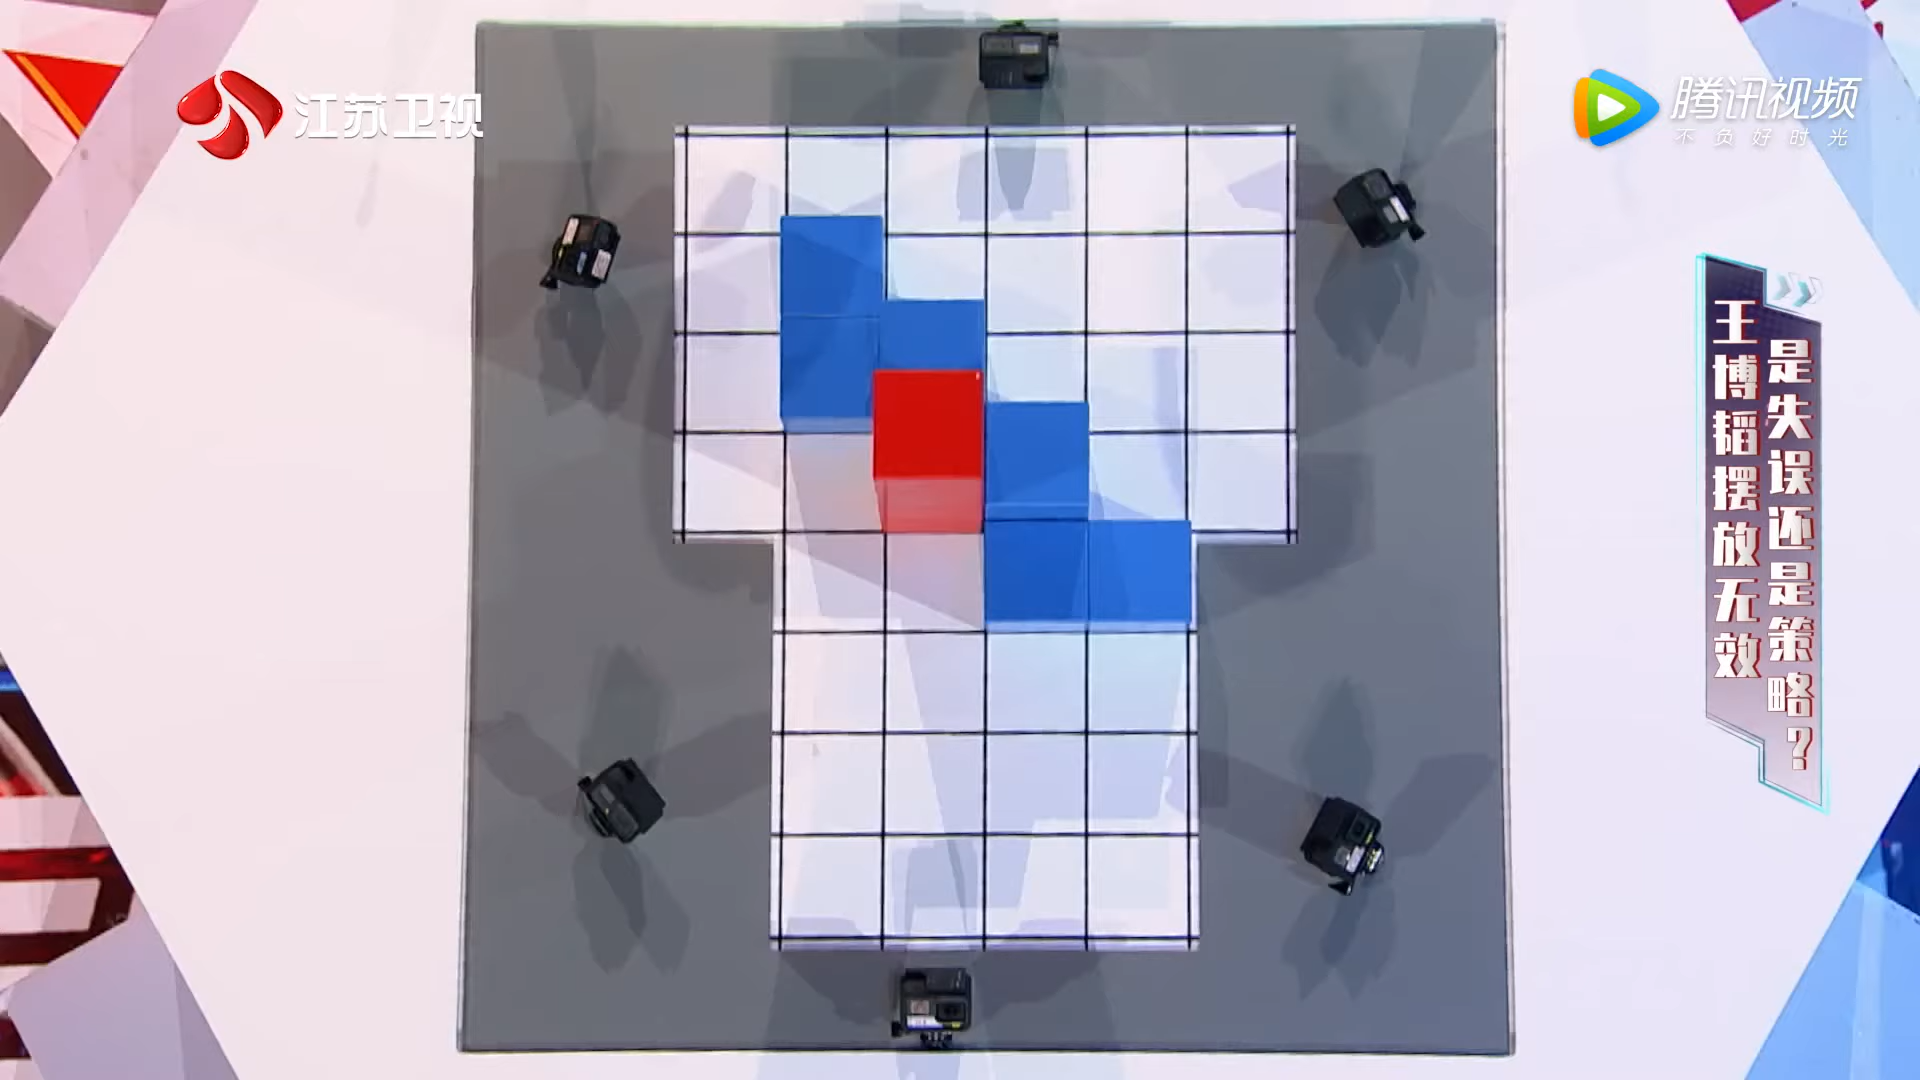 江苏卫视
腾讯视频
不负好时光
王博韬摆放无效
是失误还是策略?